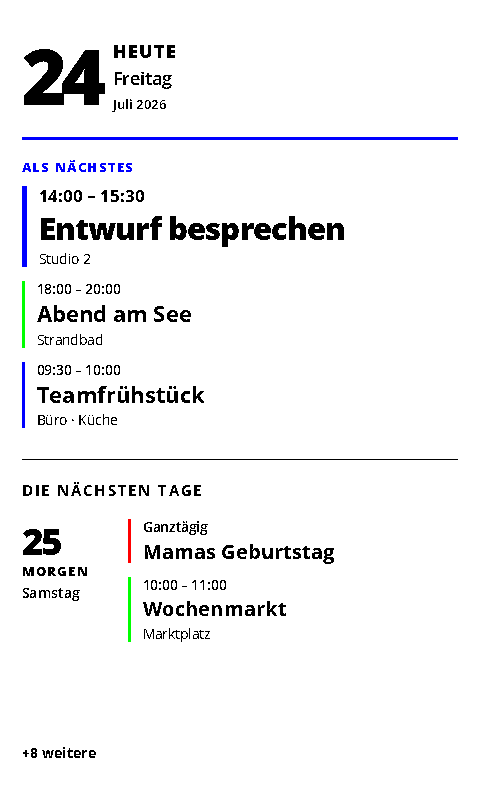 24
HEUTE
Freitag
Juli 2026
ALS NÄCHSTES
14:00 – 15:30
Entwurf besprechen
Studio 2
18:00 – 20:00
Abend am See
Strandbad
09:30 – 10:00
Teamfrühstück
Büro · Küche
DIE NÄCHSTEN TAGE
25
MORGEN
Samstag
Ganztägig
Mamas Geburtstag
10:00 – 11:00
Wochenmarkt
Marktplatz
+8 weitere